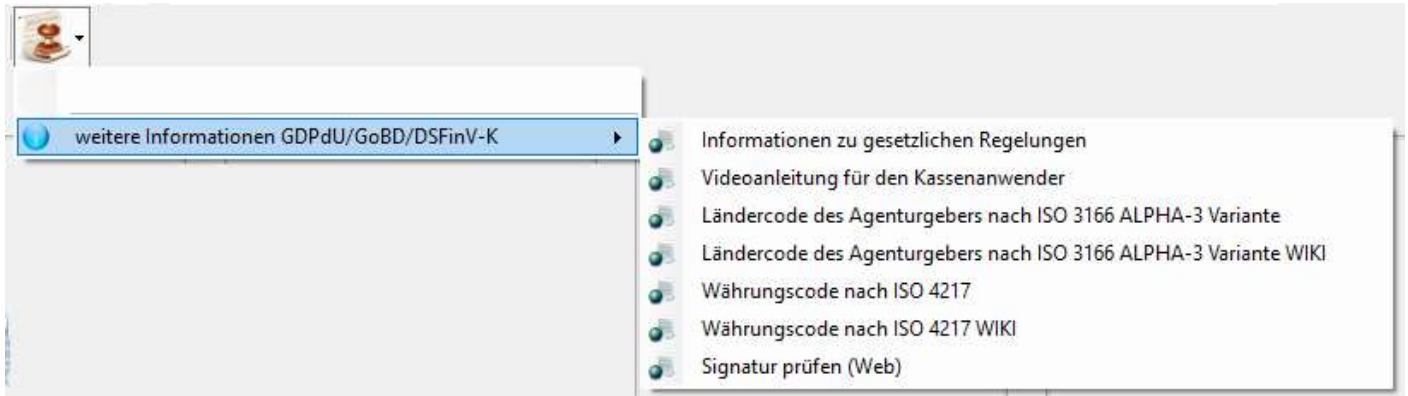 weitere Informationen GDPdU/GoBD/DSFinV-K
Informationen zu gesetzlichen Regelungen
Videoanleitung für den Kassenanwender
Ländercode des Agenturgebers nach ISO 3166 ALPHA-3 Variante
Ländercode des Agenturgebers nach ISO 3166 ALPHA-3 Variante WIKI
Währungscode nach ISO 4217
Währungscode nach ISO 4217 WIKI
Signatur prüfen (Web)